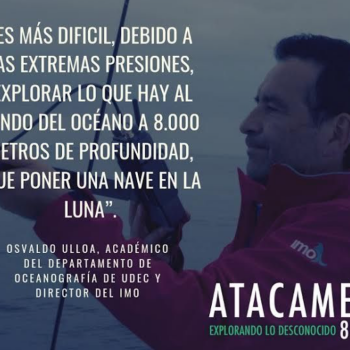 ES MÁS DIFICIL, DEBIDO A
AS EXTREMAS PRESIONES,
EXPLORAR LO QUE HAY AL
NDO DEL OCÉANO A 8.000
ETROS DE PROFUNDIDAD,
UE PONER UNA NAVE EN LA
LUNA”.
OSVALDO ULLOA, ACADÉMICO
DEL DEPARTAMENTO DE
OCEANOGRAFÍA DE UDEC Y
DIRECTOR DEL IMO
imo
ATACAME
EXPLORANDO LO DESCONOCIDO 8